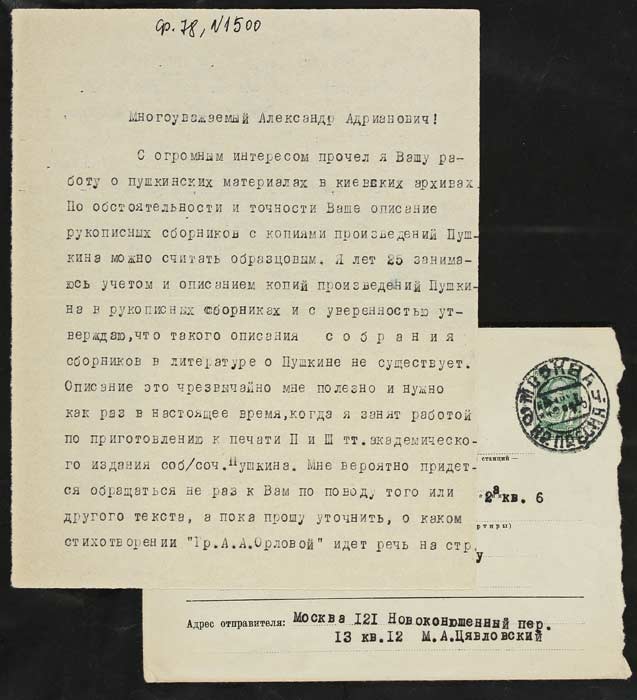 Ф. 78, №1500
Многоуважаемый Александр Адрианович!
С огромным интересом прочел я Вашу ра-
боту о пушкинских материалах в киевских архивах.
По обстоятельности и точности Ваше описание
рукописных сборников с копиями произведений Пуш-
кина можно считать образцовым. Я лет 25 занима-
юсь учетом и описанием копий произведений Пушки-
на в рукописных сборниках и с уверенностью ут-
верждаю,что такого описания с о б р а н и я
сборников в литературе о Пушкине не существует.
Описание это чрезвычайно мне полезно и нужно
как раз в настоящее время,когда я занят работой
по приготовлению к печати П и Ш тт.академическо-
го издания соб/соч.Пушкина. Мне вероятно придет-
ся обращаться не раз к Вам по поводу того или
другого текста, а пока прошу уточнить, о каком
стихотворении "Гр.А.А.Орловой" идет речь на стр.
МОСКВА
станций—
2а кв. 6
ртиры)
у
Адрес отправителя: Москва 121 Новоконюшенный пер.
13 кв.12 М.А.Цявловский